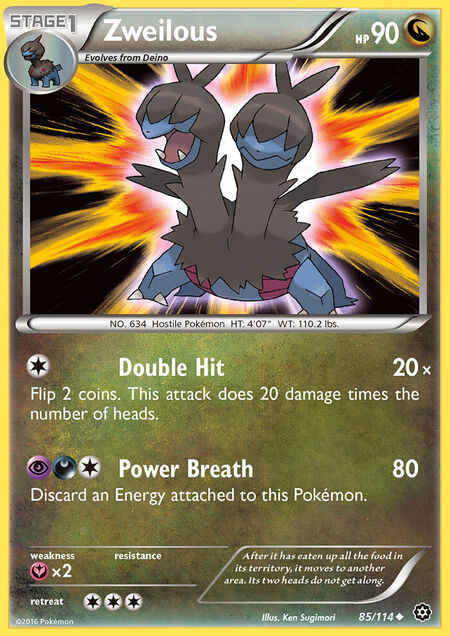 STAGE1 Zweilous HP 90
Evolves from Deino
NO. 634 Hostile Pokémon HT: 4'07" WT: 110.2 lbs.
Double Hit 20×
Flip 2 coins. This attack does 20 damage times the
number of heads.
Power Breath 80
Discard an Energy attached to this Pokémon.
weakness resistance
×2
After it has eaten up all the food in
its territory, it moves to another
area. Its two heads do not get along.
retreat
©2016 Pokémon Illus. Ken Sugimori 85/114